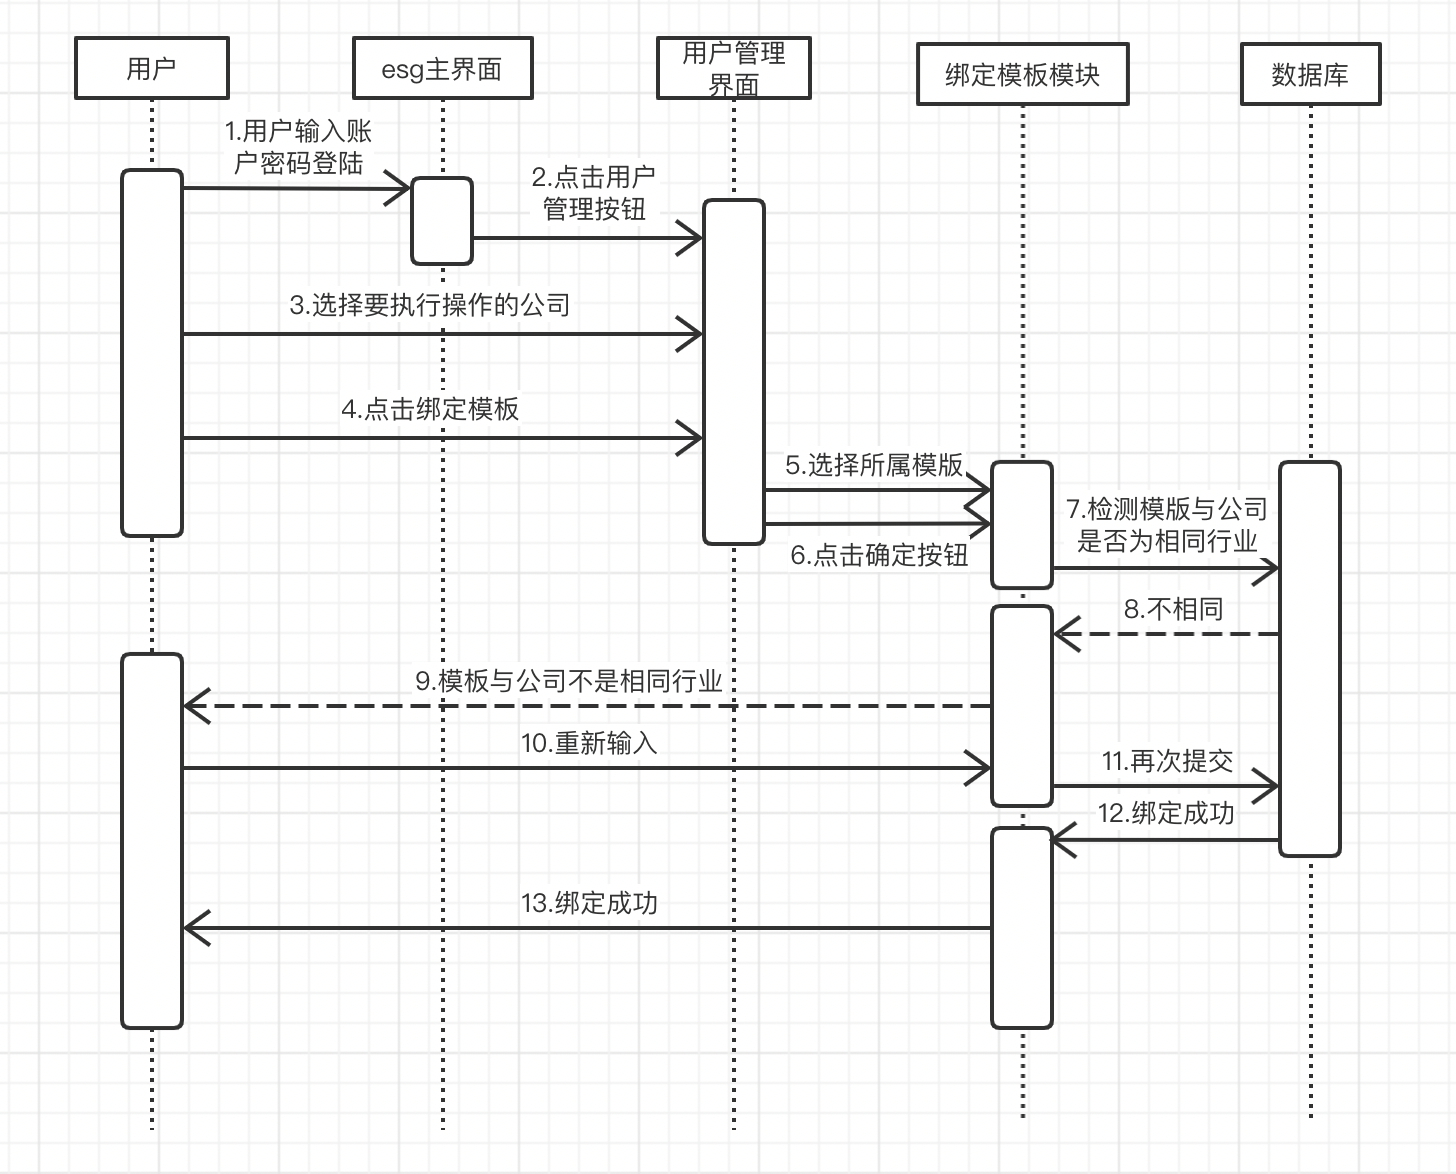 用户
esg主界面
用户管理
界面
绑定模板模块
数据库
1.用户输入账
户密码登陆
2.点击用户
管理按钮
3.选择要执行操作的公司
4.点击绑定模板
5.选择所属模版
6.点击确定按钮
7.检测模版与公司
是否为相同行业
8.不相同
9.模板与公司不是相同行业
10.重新输入
11.再次提交
12.绑定成功
13.绑定成功